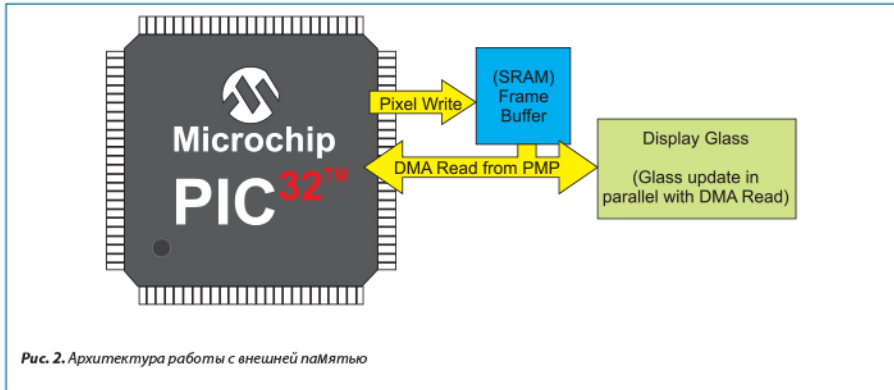 Microchip
PIC32™
Pixel Write
(SRAM)
Frame
Buffer
DMA Read from PMP
Display Glass
(Glass update in
parallel with DMA Read)
Рис. 2. Архитектура работы с внешней памятью